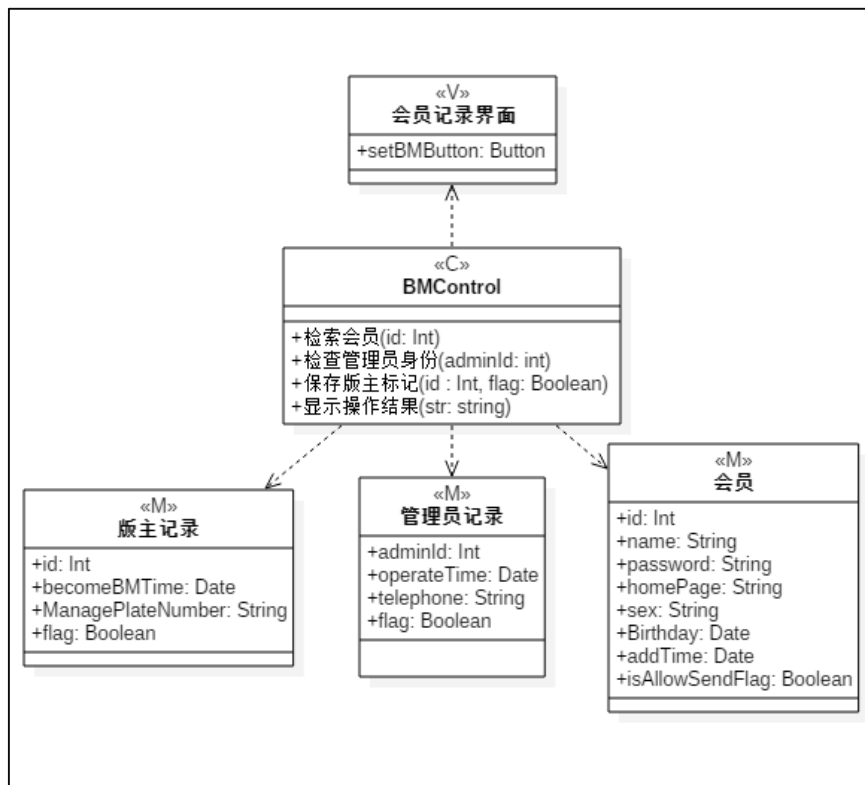 «V»
会员记录界面
+setBMButton: Button
«C»
BMControl
+检索会员(id: Int)
+检查管理员身份(adminId: int)
+保存版主标记(id : Int, flag: Boolean)
+显示操作结果(str: string)
«M»
版主记录
+id: Int
+becomeBMTime: Date
+ManagePlateNumber: String
+flag: Boolean
«M»
管理员记录
+adminId: Int
+operateTime: Date
+telephone: String
+flag: Boolean
«M»
会员
+id: Int
+name: String
+password: String
+homePage: String
+sex: String
+Birthday: Date
+addTime: Date
+isAllowSendFlag: Boolean